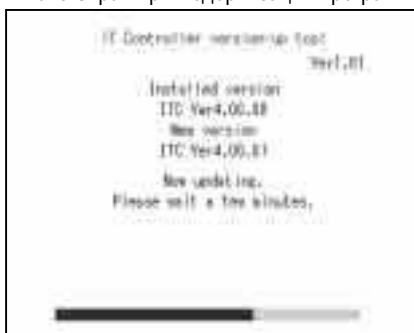 IT Controller version-up tool
Ver1.01
Installed version
ITC Ver4.00.00
New version
ITC Ver4.00.01
Now updating.
Please wait a few minutes.